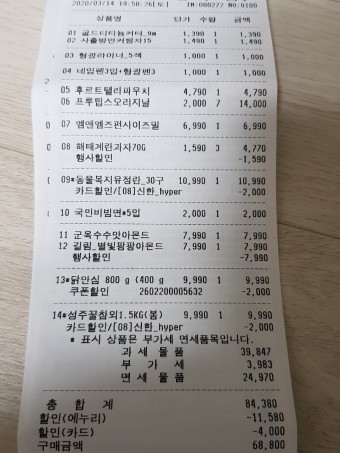 2020/03/14 19:50:26[토] TM:000272 NO:0100
상품명 단가 수량 금액
01 골드티타늄커터_9m 1,390 1 1,390
02 사출방안커팅자15 1,490 1 1,490
03 형광라이너_5색 1,000 1 1,000
04 네임펜3입·형광펜3 1,000 1 1,000
05 후르트텔라파우치 4,790 1 4,790
06 프루팁스오리지날 2,000 7 14,000
07 엠앤엠즈펀사이즈밀 6,990 1 6,990
08 해태계란과자70G 1,590 3 4,770
행사할인 -1,590
09*동물복지유정란_30구 10,990 1 10,990
카드할인/[08]신한_hyper -2,000
10 국민비빔면*5입 2,000 1 2,000
11 군옥수수맛아몬드 7,990 1 7,990
12 길림_별빛팡팡아몬드 7,990 1 7,990
행사할인 -7,990
13*닭안심 800 g (400 g 9,990 1 9,990
쿠폰할인 2602200005632 -2,000
14*성주꿀참외1.5KG(봉) 9,990 1 9,990
카드할인/[08]신한_hyper -2,000
* 표시 상품은 부가세 면세품목입니다.
과 세 물 품 39,847
부 가 세 3,983
면 세 물 품 24,970
총 합 계 84,380
할인(에누리) -11,580
할인(카드) -4,000
구매금액 68,800